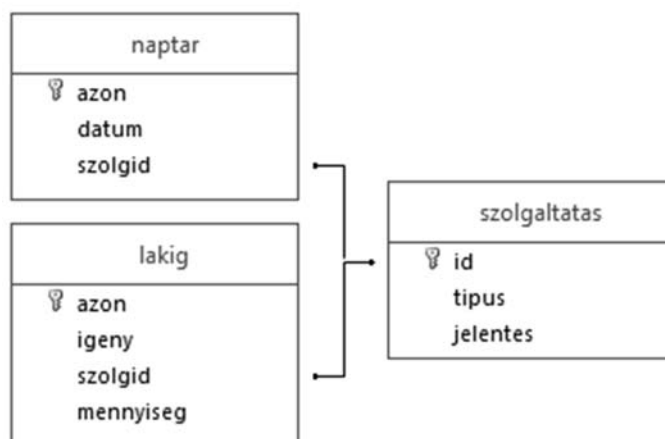 naptar
azon
datum
szolgid
lakig
azon
igeny
szolgid
mennyiseg
szolgaltatas
id
tipus
jelentes